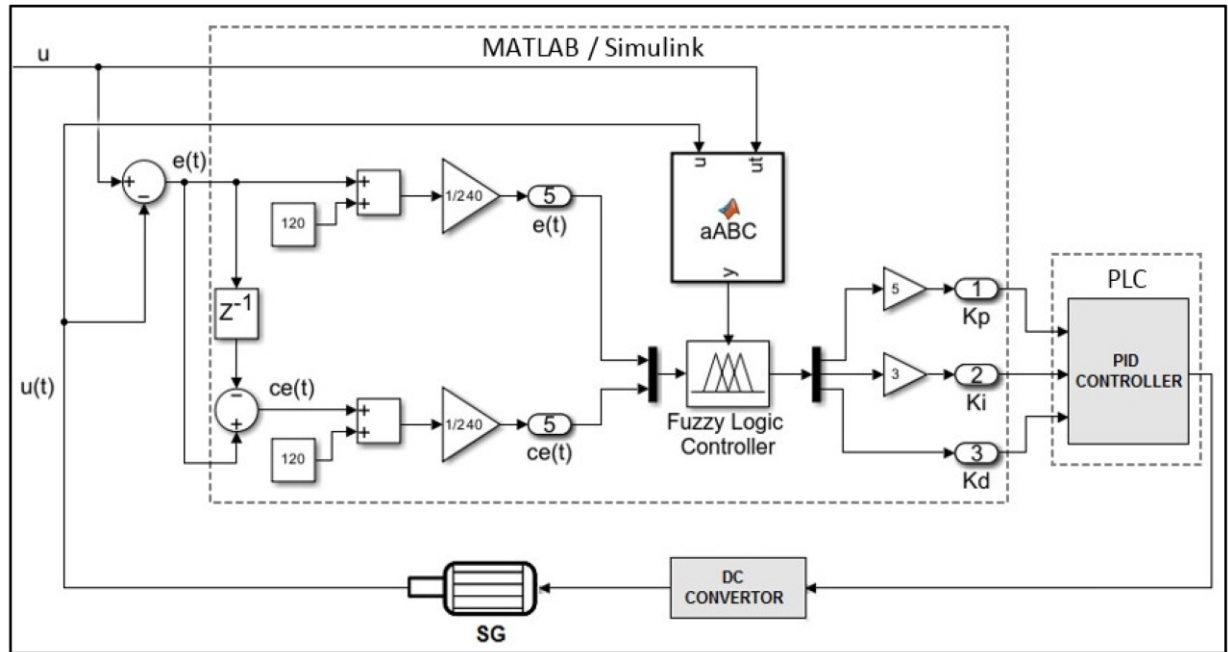 MATLAB / Simulink
u
e(t)
+
−
120
+
+
1/240
5
e(t)
u
ut
aABC
y
Z-1
u(t)
ce(t)
−
+
120
+
+
1/240
5
ce(t)
Fuzzy Logic
Controller
5
1
Kp
3
2
Ki
3
Kd
PLC
PID
CONTROLLER
DC
CONVERTOR
SG